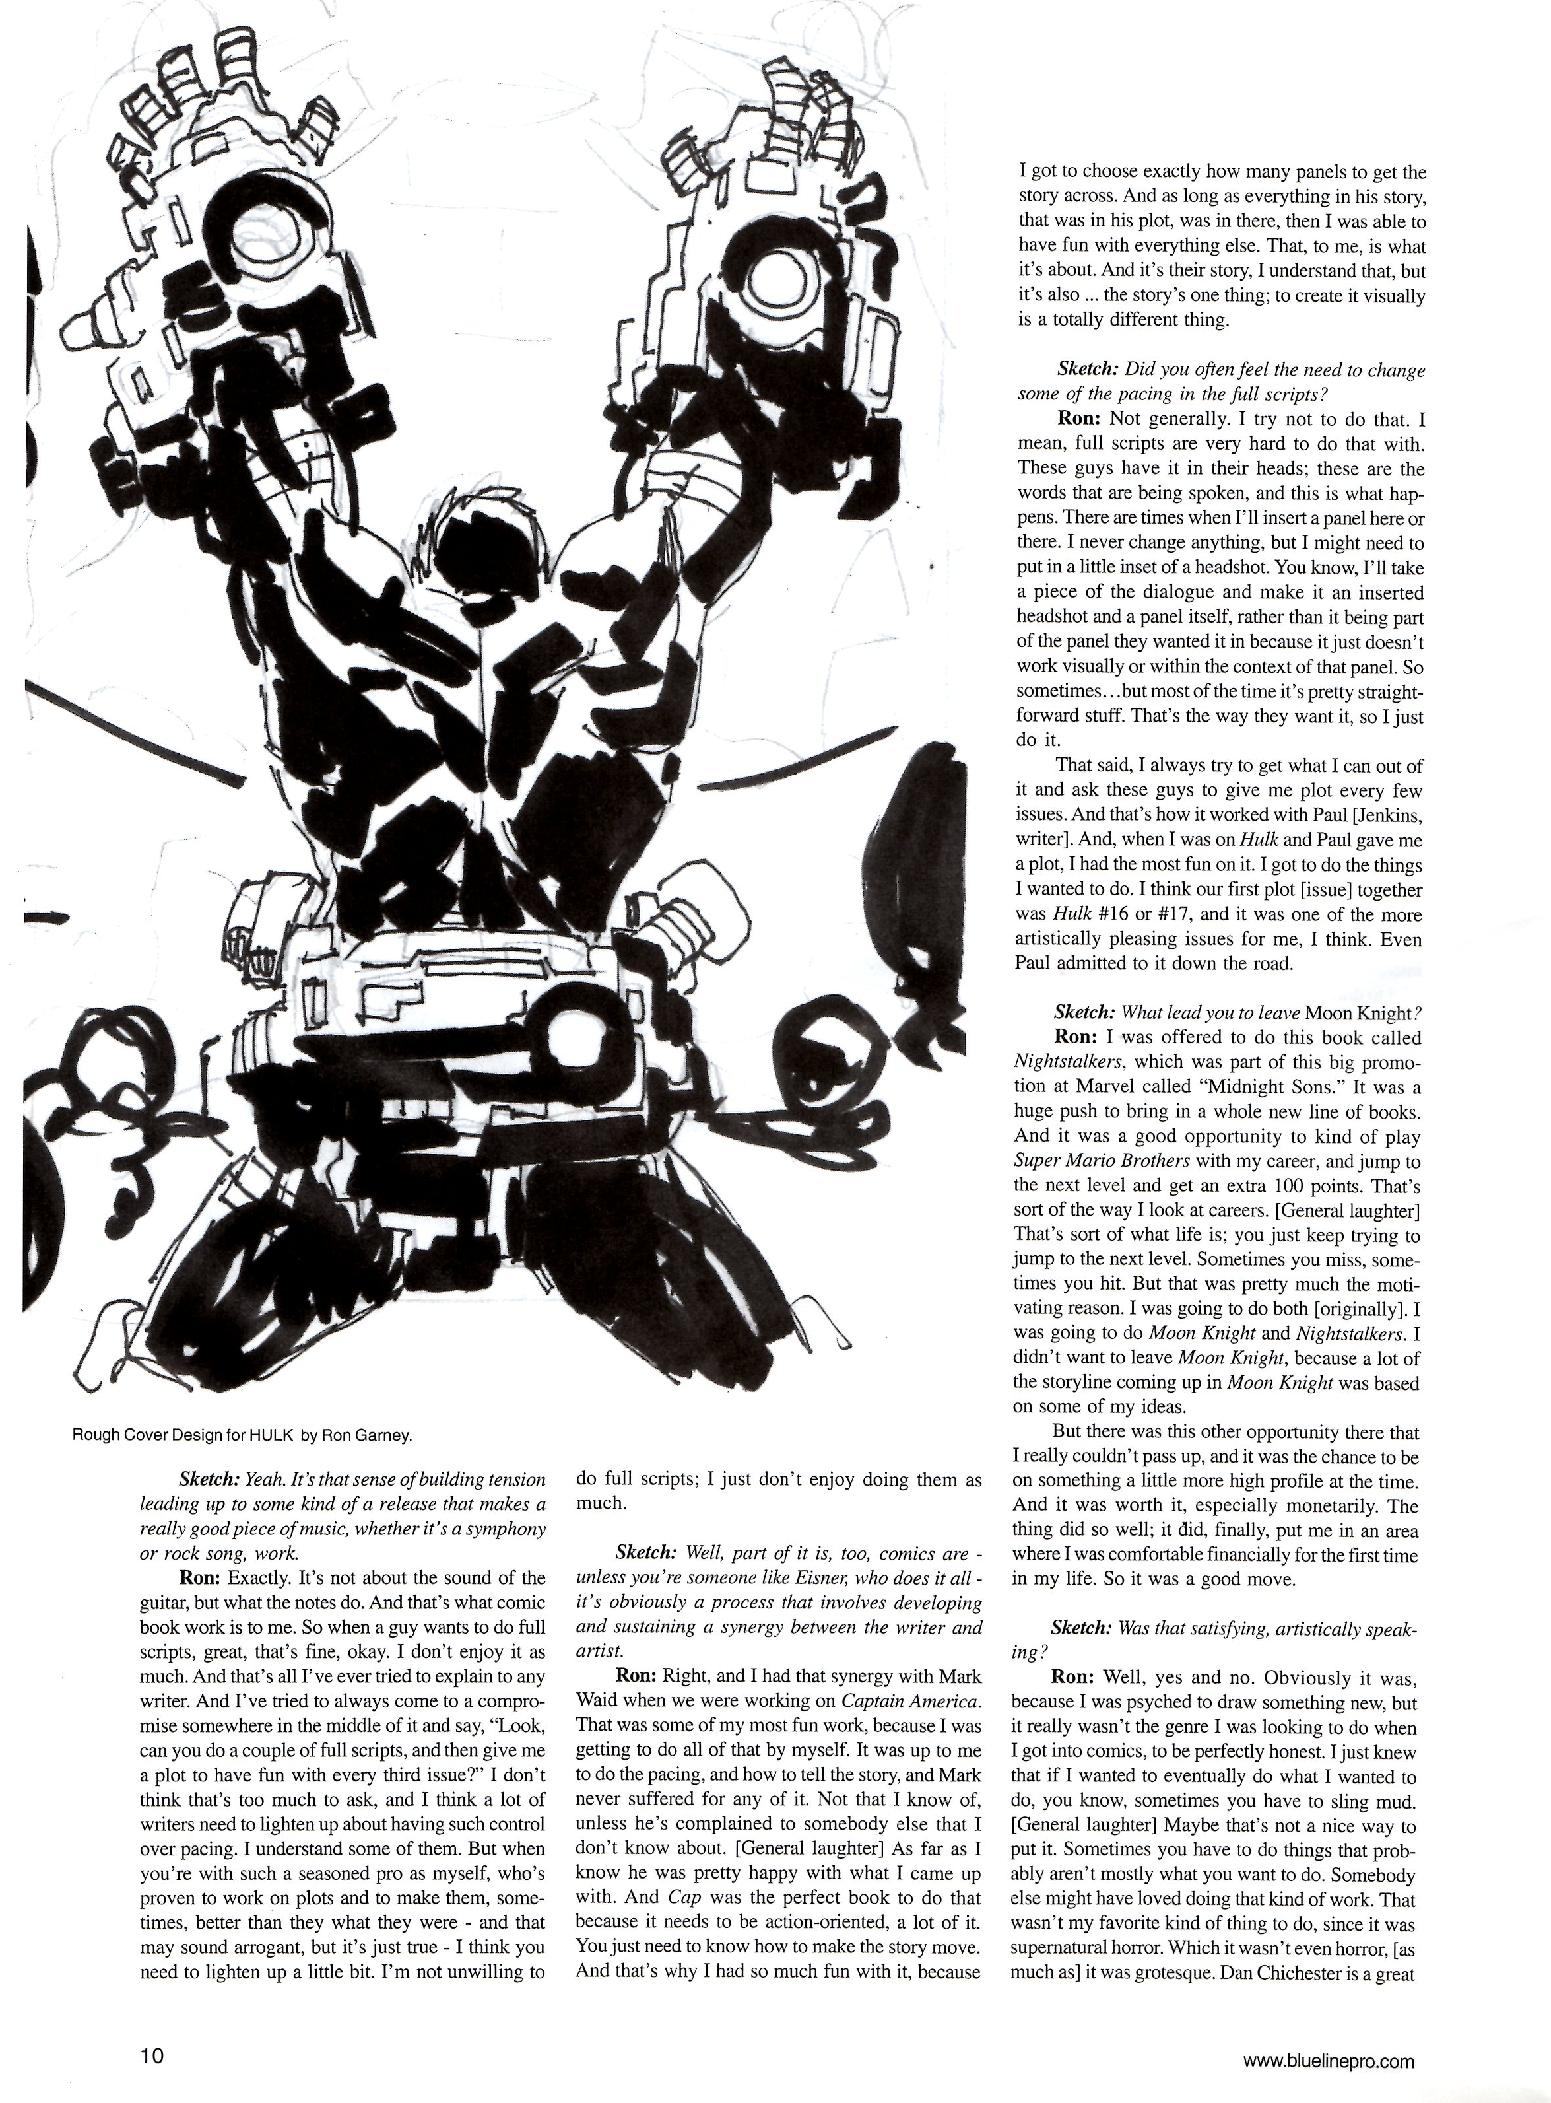 Rough Cover Design for HULK by Ron Garney.
Sketch: Yeah. It's that sense of building tension
leading up to some kind of a release that makes a
really good piece of music, whether it's a symphony
or rock song, work.
Ron: Exactly. It's not about the sound of the
guitar, but what the notes do. And that's what comic
book work is to me. So when a guy wants to do full
scripts, great, that's fine, okay. I don't enjoy it as
much. And that's all I've ever tried to explain to any
writer. And I've tried to always come to a compro-
mise somewhere in the middle of it and say, “Look,
can you do a couple of full scripts, and then give me
a plot to have fun with every third issue?” I don't
think that's too much to ask, and I think a lot of
writers need to lighten up about having such control
over pacing. I understand some of them. But when
you're with such a seasoned pro as myself, who's
proven to work on plots and to make them, some-
times, better than they what they were - and that
may sound arrogant, but it's just true - I think you
need to lighten up a little bit. I'm not unwilling to
do full scripts; I just don't enjoy doing them as
much.
Sketch: Well, part of it is, too, comics are -
unless you're someone like Eisner, who does it all -
it's obviously a process that involves developing
and sustaining a synergy between the writer and
artist.
Ron: Right, and I had that synergy with Mark
Waid when we were working on Captain America.
That was some of my most fun work, because I was
getting to do all of that by myself. It was up to me
to do the pacing, and how to tell the story, and Mark
never suffered for any of it. Not that I know of,
unless he's complained to somebody else that I
don't know about. [General laughter] As far as I
know he was pretty happy with what I came up
with. And Cap was the perfect book to do that
because it needs to be action-oriented, a lot of it.
You just need to know how to make the story move.
And that's why I had so much fun with it, because
I got to choose exactly how many panels to get the
story across. And as long as everything in his story,
that was in his plot, was in there, then I was able to
have fun with everything else. That, to me, is what
it's about. And it's their story, I understand that, but
it's also ... the story's one thing; to create it visually
is a totally different thing.
Sketch: Did you often feel the need to change
some of the pacing in the full scripts?
Ron: Not generally. I try not to do that. I
mean, full scripts are very hard to do that with.
These guys have it in their heads; these are the
words that are being spoken, and this is what hap-
pens. There are times when I'll insert a panel here or
there. I never change anything, but I might need to
put in a little inset of a headshot. You know, I'll take
a piece of the dialogue and make it an inserted
headshot and a panel itself, rather than it being part
of the panel they wanted it in because it just doesn't
work visually or within the context of that panel. So
sometimes…but most of the time it's pretty straight-
forward stuff. That's the way they want it, so I just
do it.
That said, I always try to get what I can out of
it and ask these guys to give me plot every few
issues. And that's how it worked with Paul [Jenkins,
writer]. And, when I was on Hulk and Paul gave me
a plot, I had the most fun on it. I got to do the things
I wanted to do. I think our first plot [issue] together
was Hulk #16 or #17, and it was one of the more
artistically pleasing issues for me, I think. Even
Paul admitted to it down the road.
Sketch: What lead you to leave Moon Knight?
Ron: I was offered to do this book called
Nightstalkers, which was part of this big promo-
tion at Marvel called “Midnight Sons.” It was a
huge push to bring in a whole new line of books.
And it was a good opportunity to kind of play
Super Mario Brothers with my career, and jump to
the next level and get an extra 100 points. That's
sort of the way I look at careers. [General laughter]
That's sort of what life is; you just keep trying to
jump to the next level. Sometimes you miss, some-
times you hit. But that was pretty much the moti-
vating reason. I was going to do both [originally]. I
was going to do Moon Knight and Nightstalkers. I
didn't want to leave Moon Knight, because a lot of
the storyline coming up in Moon Knight was based
on some of my ideas.
But there was this other opportunity there that
I really couldn't pass up, and it was the chance to be
on something a little more high profile at the time.
And it was worth it, especially monetarily. The
thing did so well; it did, finally, put me in an area
where I was comfortable financially for the first time
in my life. So it was a good move.
Sketch: Was that satisfying, artistically speak-
ing?
Ron: Well, yes and no. Obviously it was,
because I was psyched to draw something new, but
it really wasn't the genre I was looking to do when
I got into comics, to be perfectly honest. I just knew
that if I wanted to eventually do what I wanted to
do, you know, sometimes you have to sling mud.
[General laughter] Maybe that's not a nice way to
put it. Sometimes you have to do things that prob-
ably aren't mostly what you want to do. Somebody
else might have loved doing that kind of work. That
wasn't my favorite kind of thing to do, since it was
supernatural horror. Which it wasn't even horror, [as
much as] it was grotesque. Dan Chichester is a great
10
www.bluelinepro.com